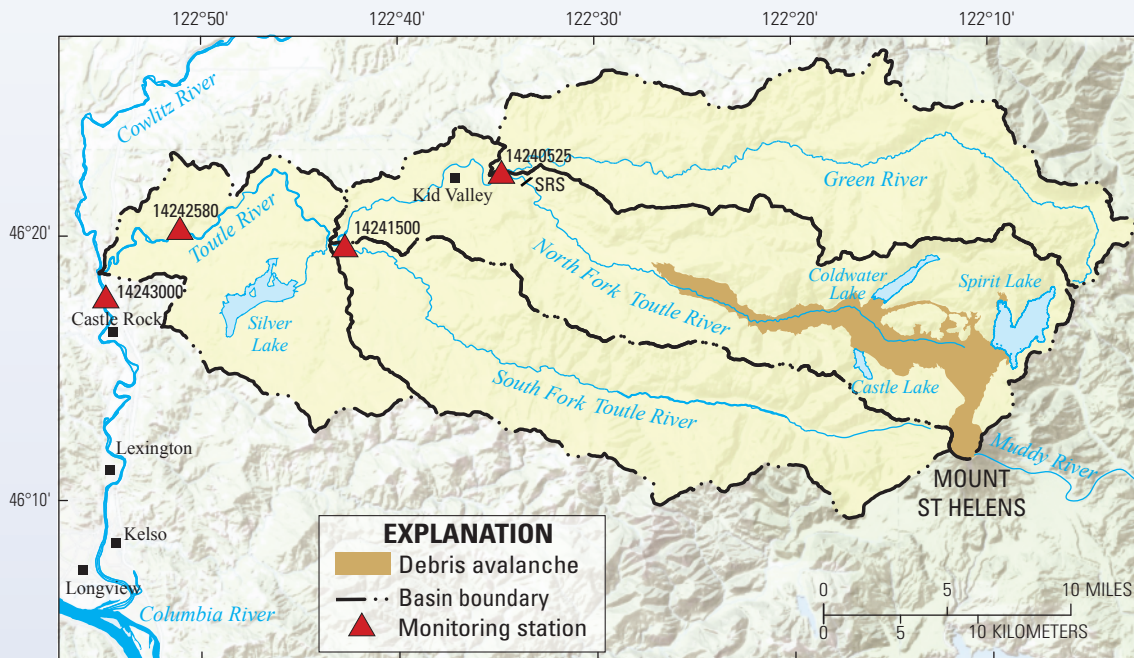 122°50'
122°40'
122°30'
122°20'
122°10'
Cowlitz River
14240525
SRS
Kid Valley
Green River
14242580
Toutle River
14241500
46°20'
North Fork Toutle River
Coldwater
Lake
Spirit Lake
14243000
Castle Rock
Silver
Lake
South Fork Toutle River
Castle Lake
Lexington
Muddy River
46°10'
MOUNT
ST HELENS
Kelso
Longview
Columbia River
EXPLANATION
Debris avalanche
Basin boundary
Monitoring station
0 5 10 MILES
0 5 10 KILOMETERS